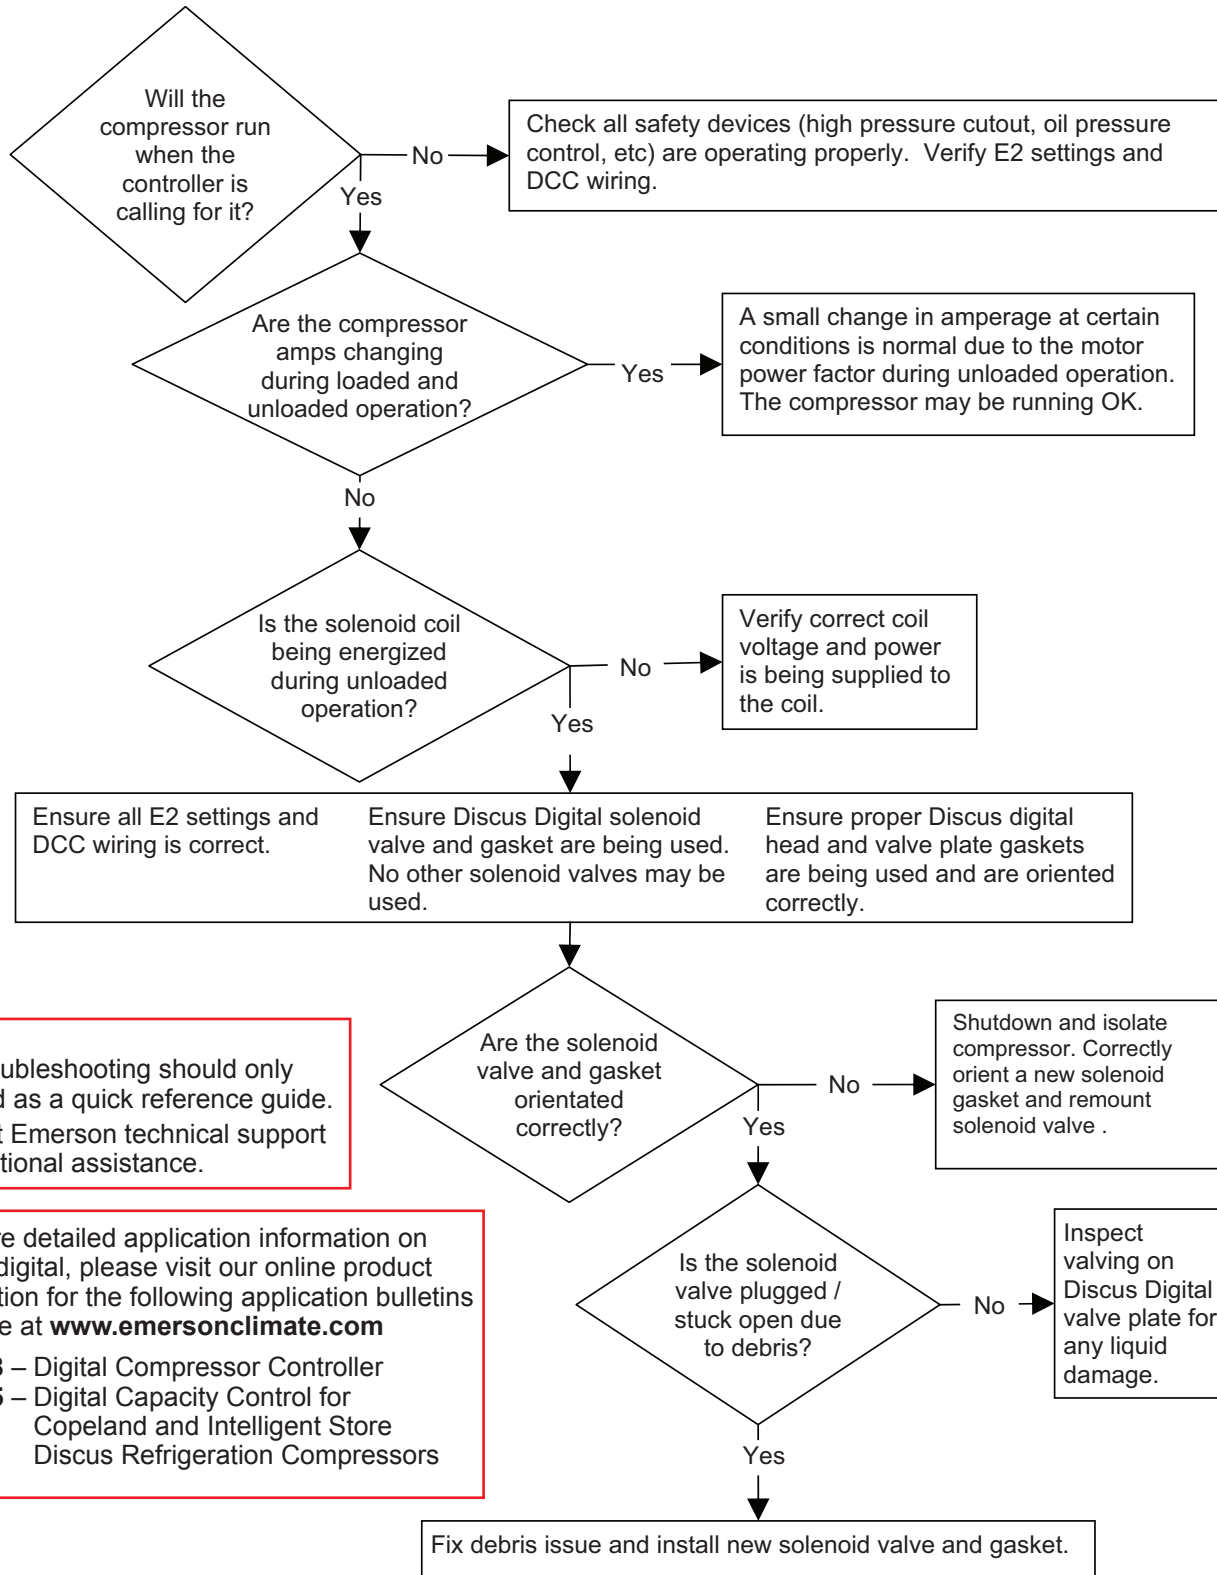 Will the
compressor run
when the
controller is
calling for it?
No
Check all safety devices (high pressure cutout, oil pressure
control, etc) are operating properly.  Verify E2 settings and
DCC wiring.
Yes
Are the compressor
amps changing
during loaded and
unloaded operation?
Yes
A small change in amperage at certain
conditions is normal due to the motor
power factor during unloaded operation.
The compressor may be running OK.
No
Is the solenoid coil
being energized
during unloaded
operation?
No
Verify correct coil
voltage and power
is being supplied to
the coil.
Yes
Ensure all E2 settings and
DCC wiring is correct.
Ensure Discus Digital solenoid
valve and gasket are being used.
No other solenoid valves may be
used.
Ensure proper Discus digital
head and valve plate gaskets
are being used and are oriented
correctly.
Are the solenoid
valve and gasket
orientated
correctly?
No
Shutdown and isolate
compressor. Correctly
orient a new solenoid
gasket and remount
solenoid valve .
Yes
Is the solenoid
valve plugged /
stuck open due
to debris?
No
Inspect
valving on
Discus Digital
valve plate for
any liquid
damage.
Yes
Fix debris issue and install new solenoid valve and gasket.
ubleshooting should only
d as a quick reference guide.
t Emerson technical support
tional assistance.
re detailed application information on
digital, please visit our online product
tion for the following application bulletins
e at www.emersonclimate.com
– Digital Compressor Controller
5 – Digital Capacity Control for
Copeland and Intelligent Store
Discus Refrigeration Compressors